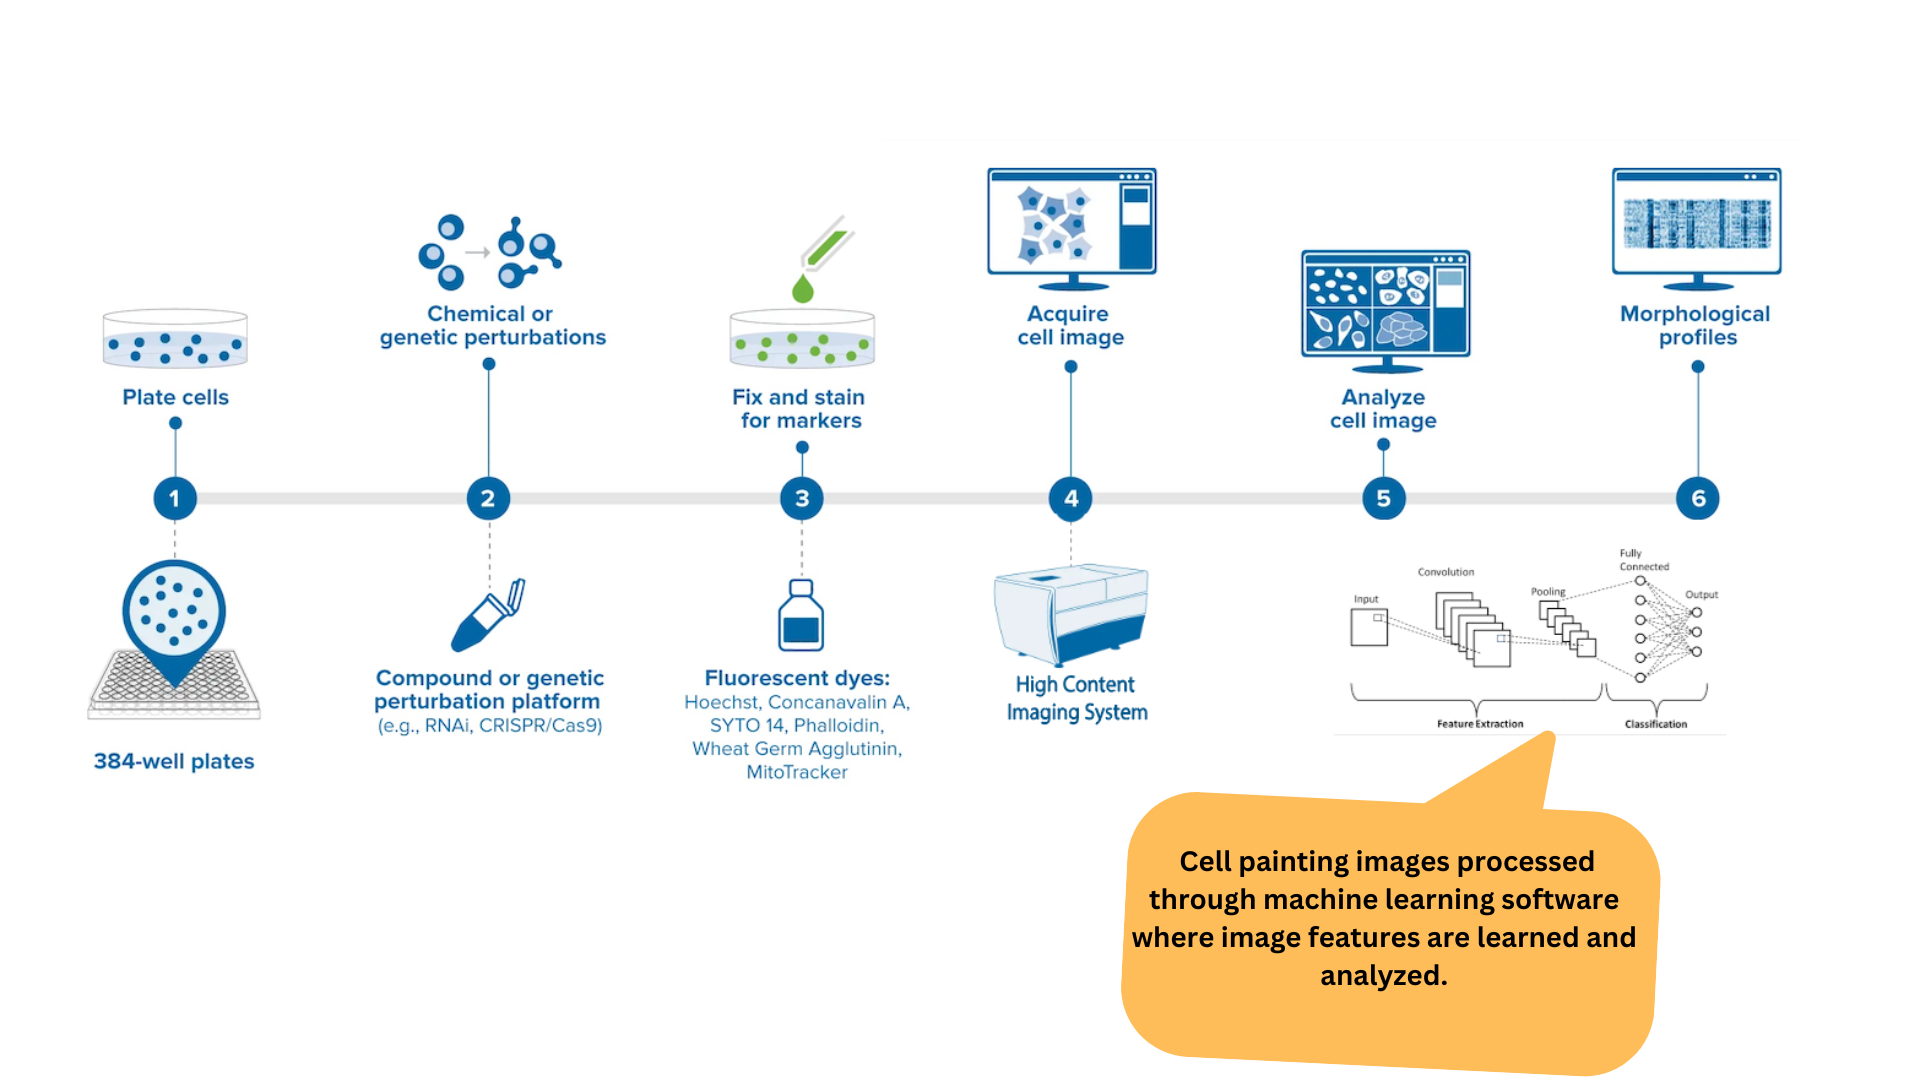 Plate cells
1
384-well plates
Chemical or
genetic perturbations
2
Compound or genetic
perturbation platform
(e.g., RNAi, CRISPR/Cas9)
Fix and stain
for markers
3
Fluorescent dyes:
Hoechst, Concanavalin A,
SYTO 14, Phalloidin,
Wheat Germ Agglutinin,
MitoTracker
Acquire
cell image
4
High Content
Imaging System
Analyze
cell image
5
Morphological
profiles
6
Input
Convolution
Pooling
Fully
Connected
Output
Feature Extraction
Classification
Cell painting images processed
through machine learning software
where image features are learned and
analyzed.